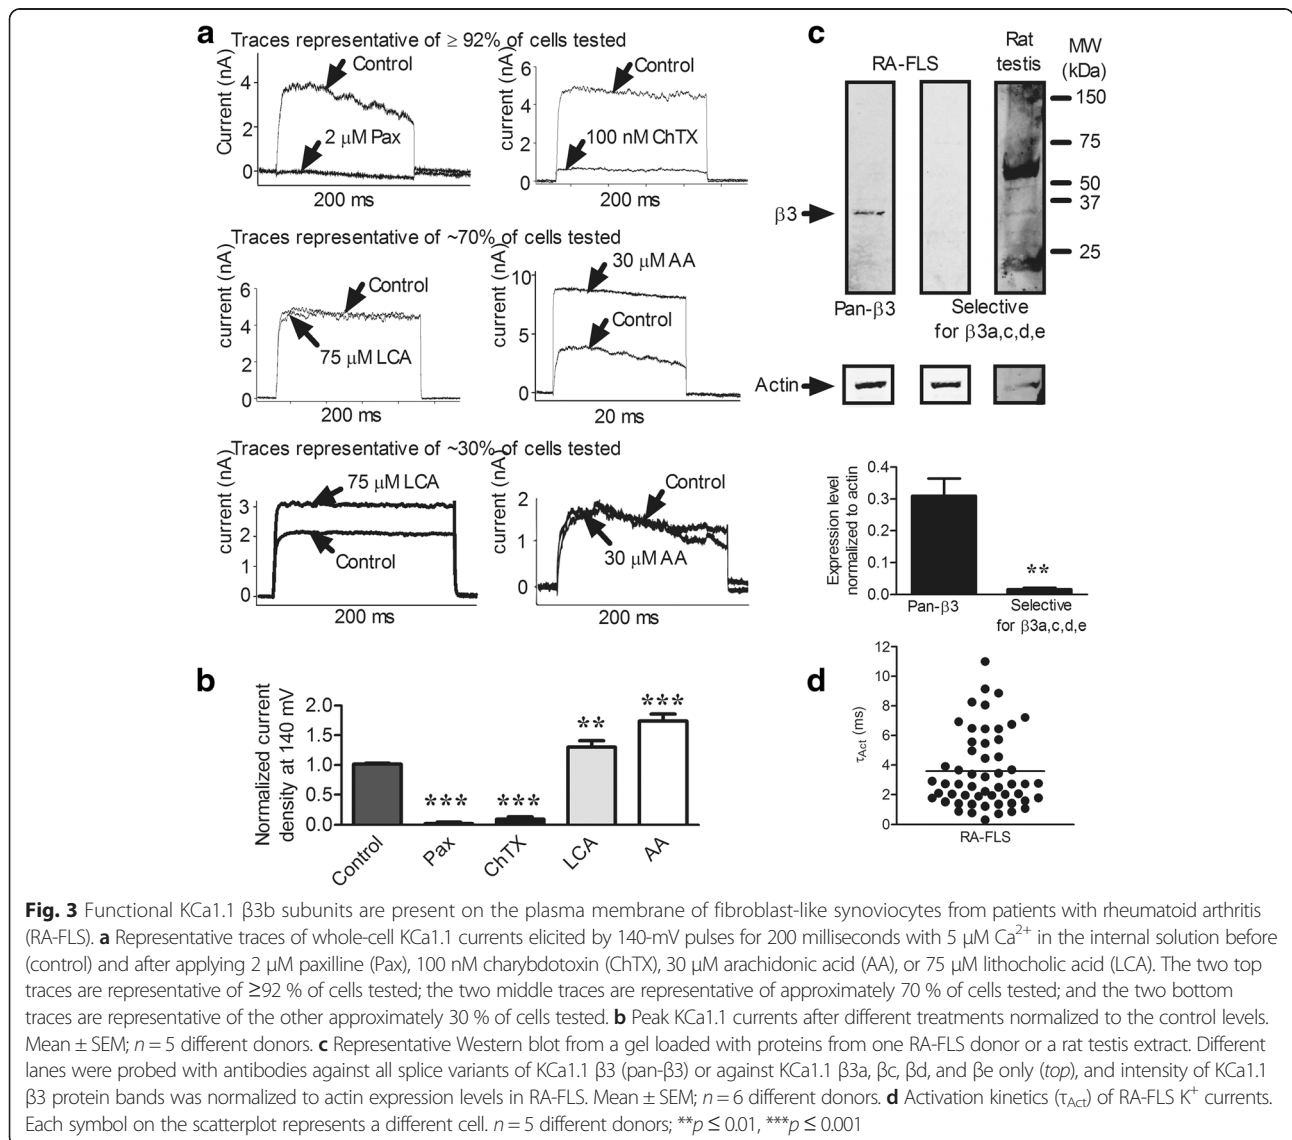 a
Traces representative of ≥ 92% of cells tested
Current (nA)
4
2
0
Control
2 µM Pax
200 ms
current (nA)
6
4
2
0
Control
100 nM ChTX
200 ms
Traces representative of ~70% of cells tested
current (nA)
6
4
2
0
Control
75 µM LCA
200 ms
current (nA)
10
5
0
30 µM AA
Control
20 ms
Traces representative of ~30% of cells tested
current (nA)
3
2
1
0
75 µM LCA
Control
200 ms
current (nA)
2
1
0
Control
30 µM AA
200 ms
b
Normalized current
density at 140 mV
2.0
1.5
1.0
0.5
0.0
***
***
**
***
Control
Pax
ChTX
LCA
AA
c
RA-FLS
Rat
testis
MW
(kDa)
150
75
50
37
25
β3
Pan-β3
Selective
for β3a,c,d,e
Actin
Expression level
normalized to actin
0.4
0.3
0.2
0.1
0.0
**
Pan-β3
Selective
for β3a,c,d,e
d
τAct (ms)
12
10
8
6
4
2
0
RA-FLS
Fig. 3 Functional KCa1.1 β3b subunits are present on the plasma membrane of fibroblast-like synoviocytes from patients with rheumatoid arthritis
(RA-FLS). a Representative traces of whole-cell KCa1.1 currents elicited by 140-mV pulses for 200 milliseconds with 5 µM Ca²⁺ in the internal solution before
(control) and after applying 2 µM paxilline (Pax), 100 nM charybdotoxin (ChTX), 30 µM arachidonic acid (AA), or 75 µM lithocholic acid (LCA). The two top
traces are representative of ≥92 % of cells tested; the two middle traces are representative of approximately 70 % of cells tested; and the two bottom
traces are representative of the other approximately 30 % of cells tested. b Peak KCa1.1 currents after different treatments normalized to the control levels.
Mean ± SEM; n = 5 different donors. c Representative Western blot from a gel loaded with proteins from one RA-FLS donor or a rat testis extract. Different
lanes were probed with antibodies against all splice variants of KCa1.1 β3 (pan-β3) or against KCa1.1 β3a, βc, βd, and βe only (top), and intensity of KCa1.1
β3 protein bands was normalized to actin expression levels in RA-FLS. Mean ± SEM; n = 6 different donors. d Activation kinetics (τAct) of RA-FLS K⁺ currents.
Each symbol on the scatterplot represents a different cell. n = 5 different donors; **p ≤ 0.01, ***p ≤ 0.001